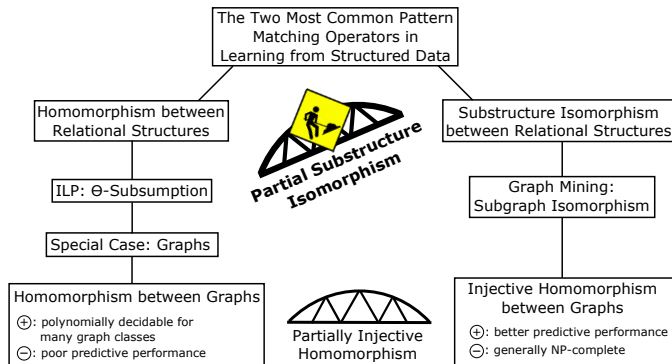 The Two Most Common Pattern
Matching Operators in
Learning from Structured Data
Homomorphism between
Relational Structures
Substructure Isomorphism
between Relational Structures
Partial Substructure
Isomorphism
ILP: Θ-Subsumption
Graph Mining:
Subgraph Isomorphism
Special Case: Graphs
Homomorphism between Graphs
⊕: polynomially decidable for
many graph classes
⊖: poor predictive performance
Partially Injective
Homomorphism
Injective Homomorphism
between Graphs
⊕: better predictive performance
⊖: generally NP-complete